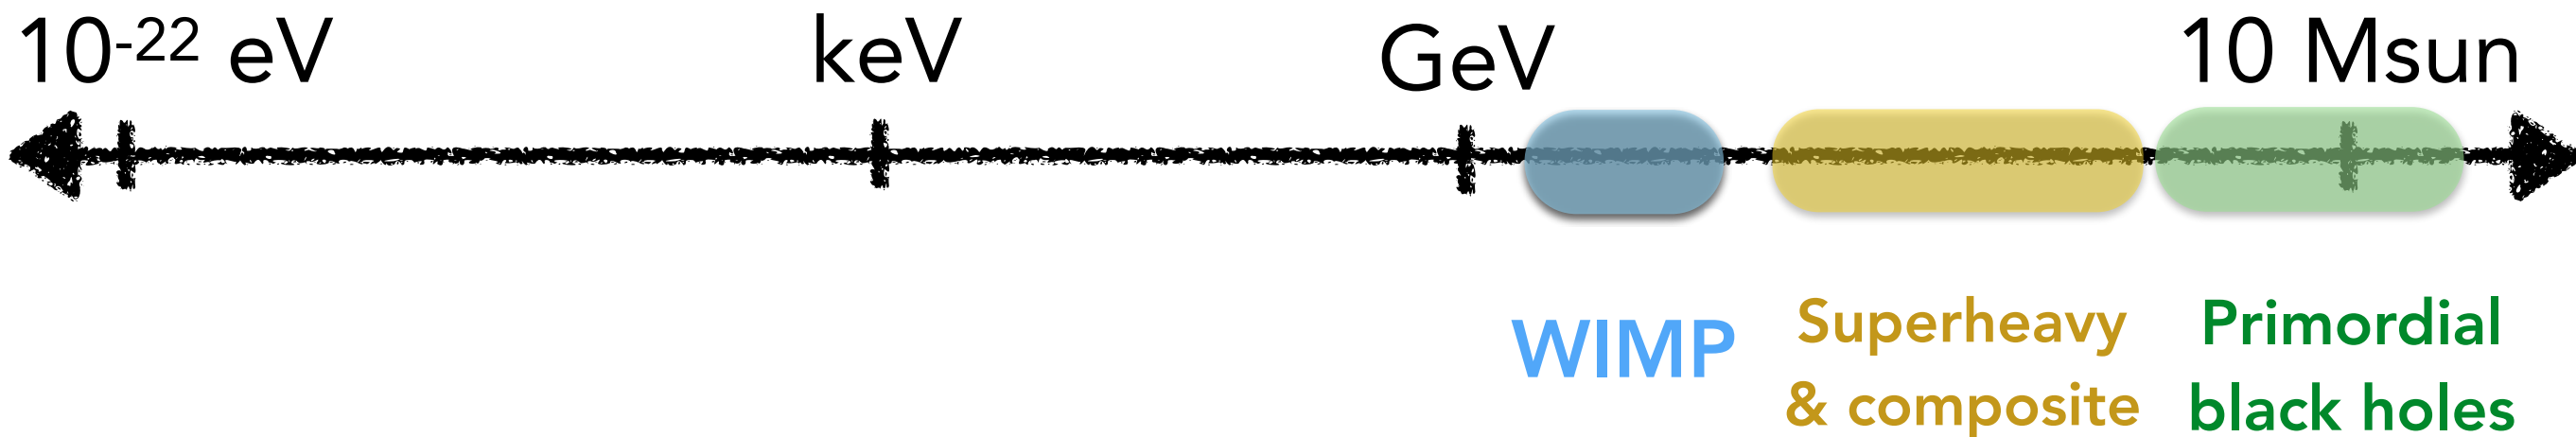 10-22 eV keV GeV 10 Msun
WIMP
Superheavy
& composite
Primordial
black holes